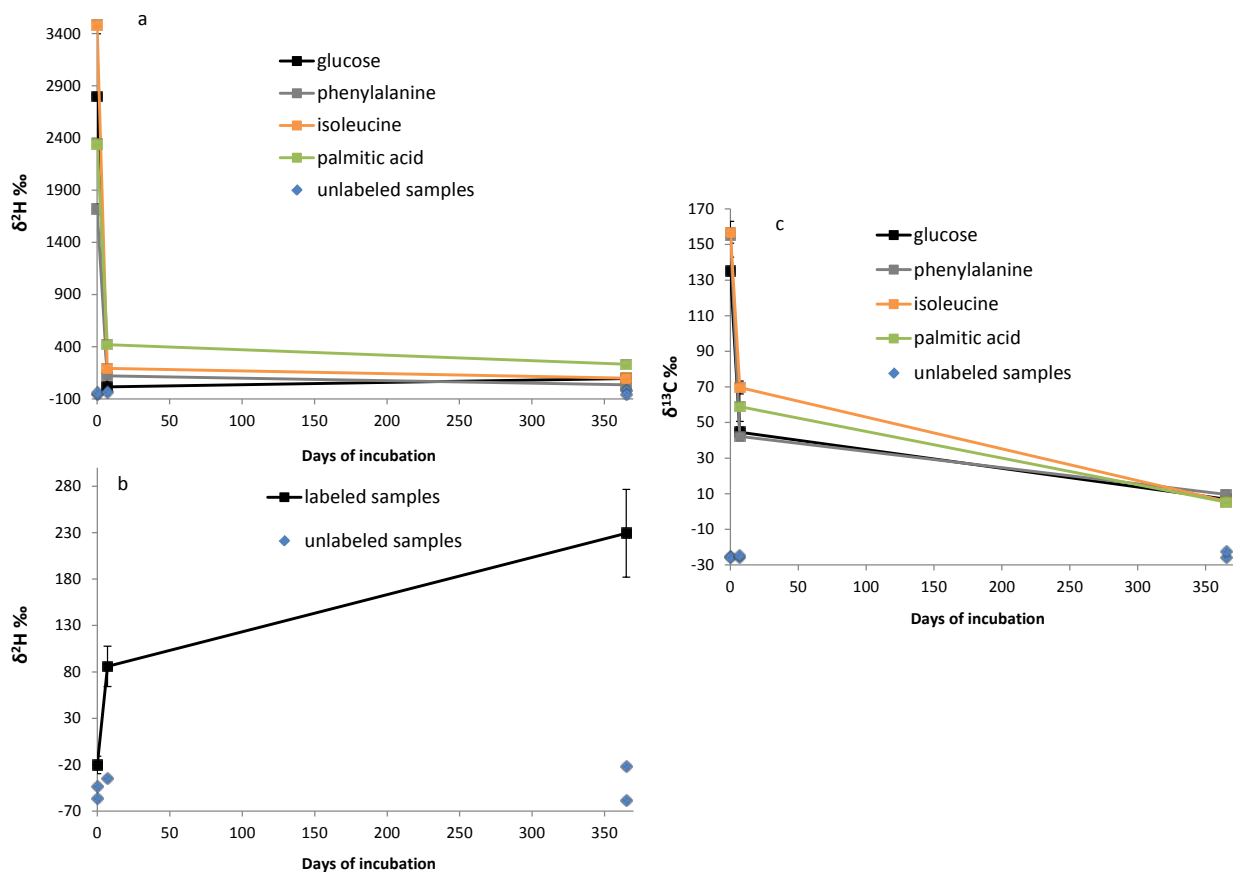 a
3400
2900
2400
1900
1400
900
400
-100
δ²H ‰
glucose
phenylalanine
isoleucine
palmitic acid
unlabeled samples
0 50 100 150 200 250 300 350
Days of incubation
b
280
230
180
130
80
30
-20
-70
δ²H ‰
labeled samples
unlabeled samples
0 50 100 150 200 250 300 350
Days of incubation
c
170
150
130
110
90
70
50
30
10
-10
-30
δ¹³C ‰
glucose
phenylalanine
isoleucine
palmitic acid
unlabeled samples
0 50 100 150 200 250 300 350
Days of incubation